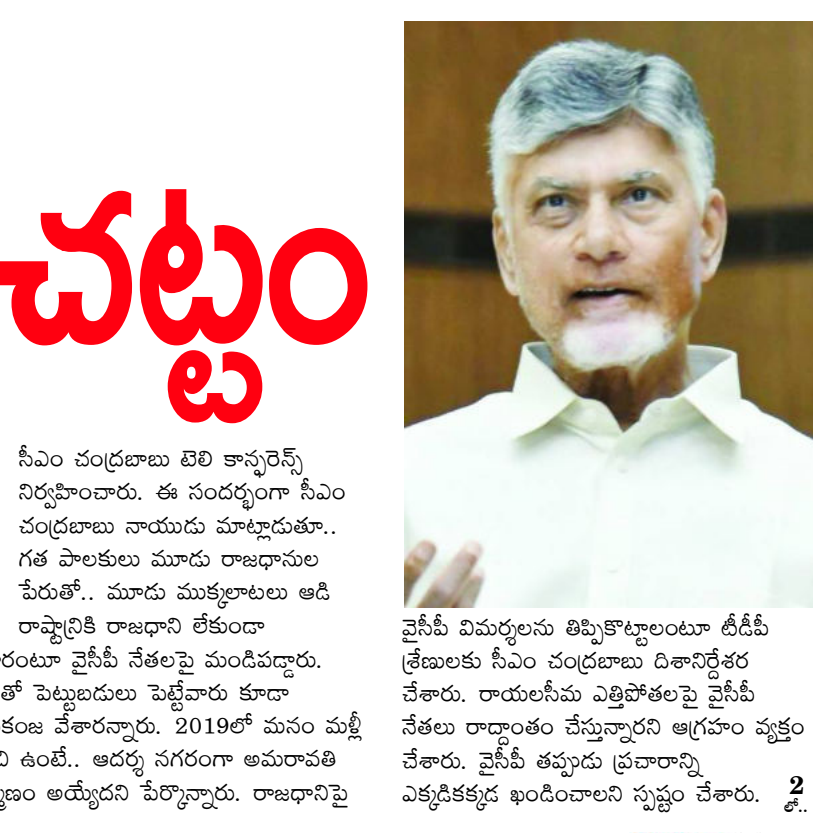 చట్టం
సీఎం చంద్రబాబు టెలి కాన్ఫరెన్స్
నిర్వహించారు. ఈ సందర్భంగా సీఎం
చంద్రబాబు నాయుడు మాట్లాడుతూ..
గత పాలకులు మూడు రాజధానుల
పేరుతో.. మూడు ముక్కలాటలు ఆడి
రాష్ట్రానికి రాజధాని లేకుండా
వైసీపీ నేతలపై మండిపడ్డారు.
తో పెట్టుబడులు పెట్టేవారు కూడా
వేశారన్నారు. 2019లో మనం మళ్లీ
ఉంటే.. ఆదర్శ నగరంగా అమరావతి
అయ్యేదని పేర్కొన్నారు. రాజధానిపై
వైసీపీ విమర్శలను తిప్పికొట్టాలంటూ టీడీపీ
శ్రేణులకు సీఎం చంద్రబాబు దిశానిర్దేశర
చేశారు. రాయలసీమ ఎత్తిపోతలపై వైసీపీ
నేతలు రాద్దాంతం చేస్తున్నారని ఆగ్రహం వ్యక్తం
చేశారు. వైసీపీ తప్పుడు ప్రచారాన్ని
ఎక్కడికక్కడ ఖండించాలని స్పష్టం చేశారు.
2
లో..